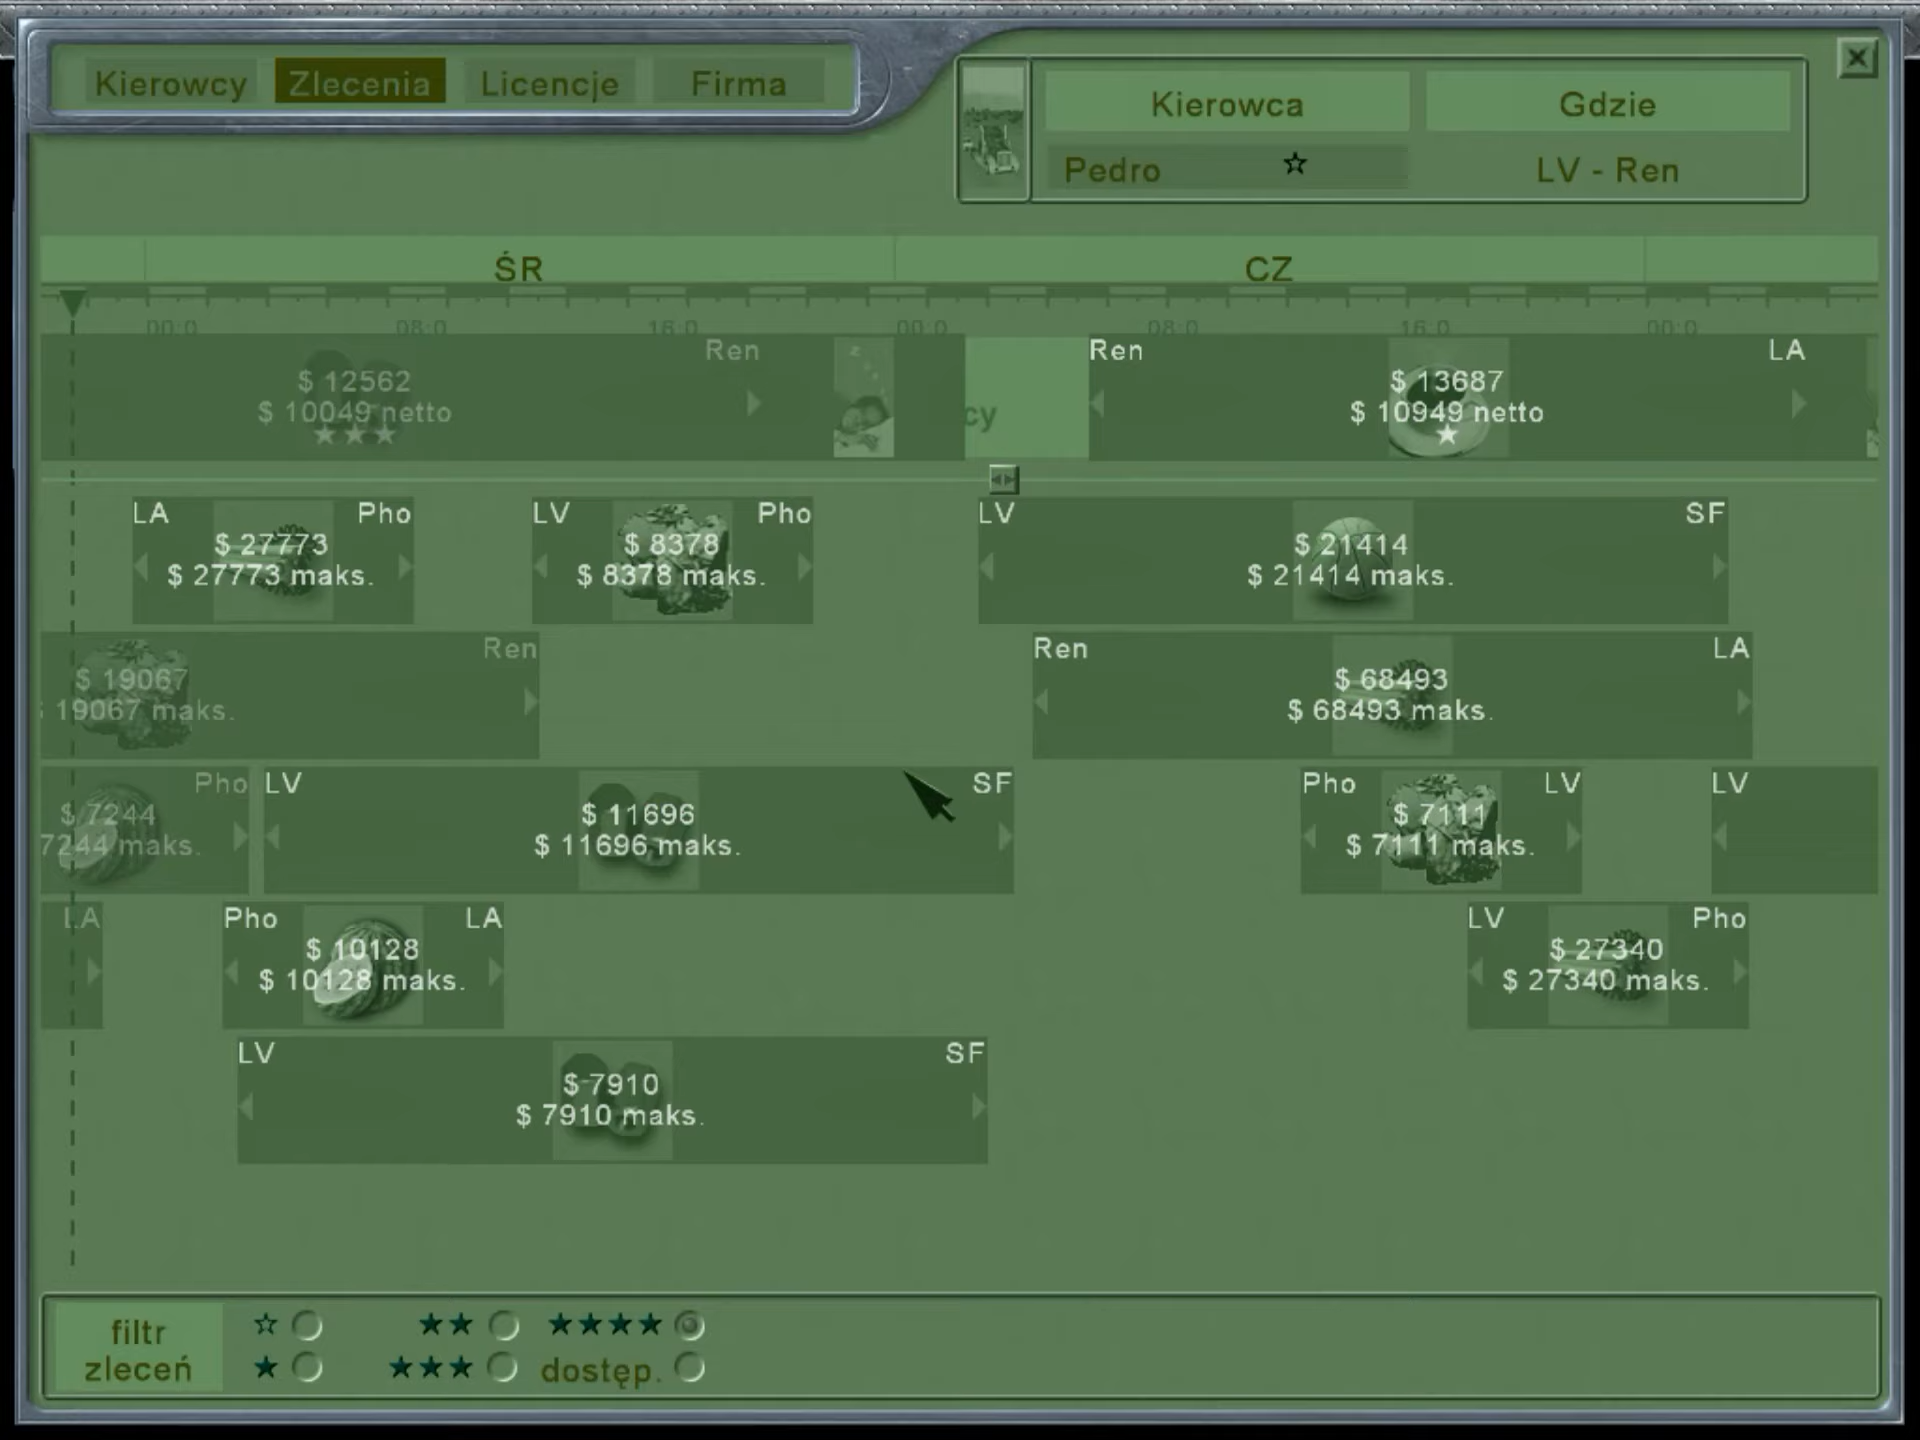 Kierowcy Zlecenia Licencje Firma
Kierowca Gdzie
Pedro LV - Ren
ŚR CZ
00:0 08:0 16:0 00:0 08:0 16:0 00:0
Ren Ren LA
$ 12562 $ 13687
$ 10049 netto cy $ 10949 netto
LA Pho LV Pho LV SF
$ 27773 $ 8378 $ 21414
$ 27773 maks. $ 8378 maks. $ 21414 maks.
Ren Ren LA
$ 19067 $ 68493
$ 19067 maks. $ 68493 maks.
Pho LV SF Pho LV LV
$ 7244 $ 11696 $ 7111
7244 maks. $ 11696 maks. $ 7111 maks.
LA Pho LA LV Pho
$ 10128 $ 27340
$ 10128 maks. $ 27340 maks.
LV SF
$ 7910
$ 7910 maks.
filtr
zleceń dostęp.